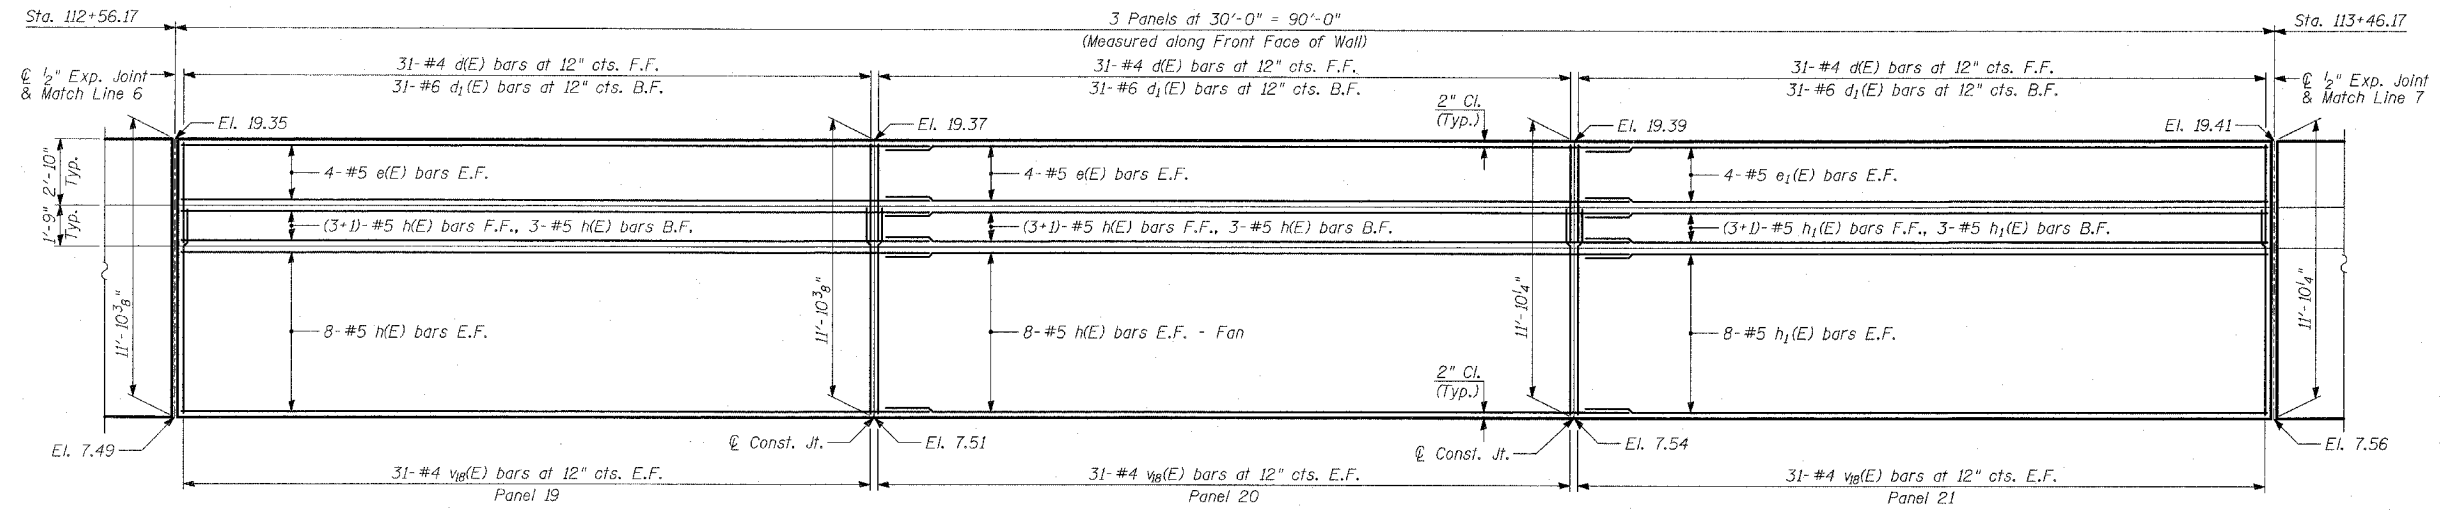 Sta. 112+56.17
3 Panels at 30'-0" = 90'-0"
(Measured along Front Face of Wall)
Sta. 113+46.17
℄ ½" Exp. Joint
& Match Line 6
31-#4 d(E) bars at 12" cts. F.F.
31-#6 d₁(E) bars at 12" cts. B.F.
31-#4 d(E) bars at 12" cts. F.F.
31-#6 d₁(E) bars at 12" cts. B.F.
31-#4 d(E) bars at 12" cts. F.F.
31-#6 d₁(E) bars at 12" cts. B.F.
℄ ½" Exp. Joint
& Match Line 7
2" Cl.
(Typ.)
El. 19.35
El. 19.37
El. 19.39
El. 19.41
2'-10"
Typ.
1'-9"
Typ.
4-#5 e(E) bars E.F.
4-#5 e(E) bars E.F.
4-#5 e₁(E) bars E.F.
(3+1)-#5 h(E) bars F.F., 3-#5 h(E) bars B.F.
(3+1)-#5 h(E) bars F.F., 3-#5 h(E) bars B.F.
(3+1)-#5 h₁(E) bars F.F., 3-#5 h₁(E) bars B.F.
11'-10⅜"
11'-10⅜"
11'-10¼"
11'-10¼"
8-#5 h(E) bars E.F.
8-#5 h(E) bars E.F. - Fan
8-#5 h₁(E) bars E.F.
2" Cl.
(Typ.)
El. 7.49
℄ Const. Jt.
El. 7.51
℄ Const. Jt.
El. 7.54
El. 7.56
31-#4 v₁₈(E) bars at 12" cts. E.F.
Panel 19
31-#4 v₁₈(E) bars at 12" cts. E.F.
Panel 20
31-#4 v₁₈(E) bars at 12" cts. E.F.
Panel 21